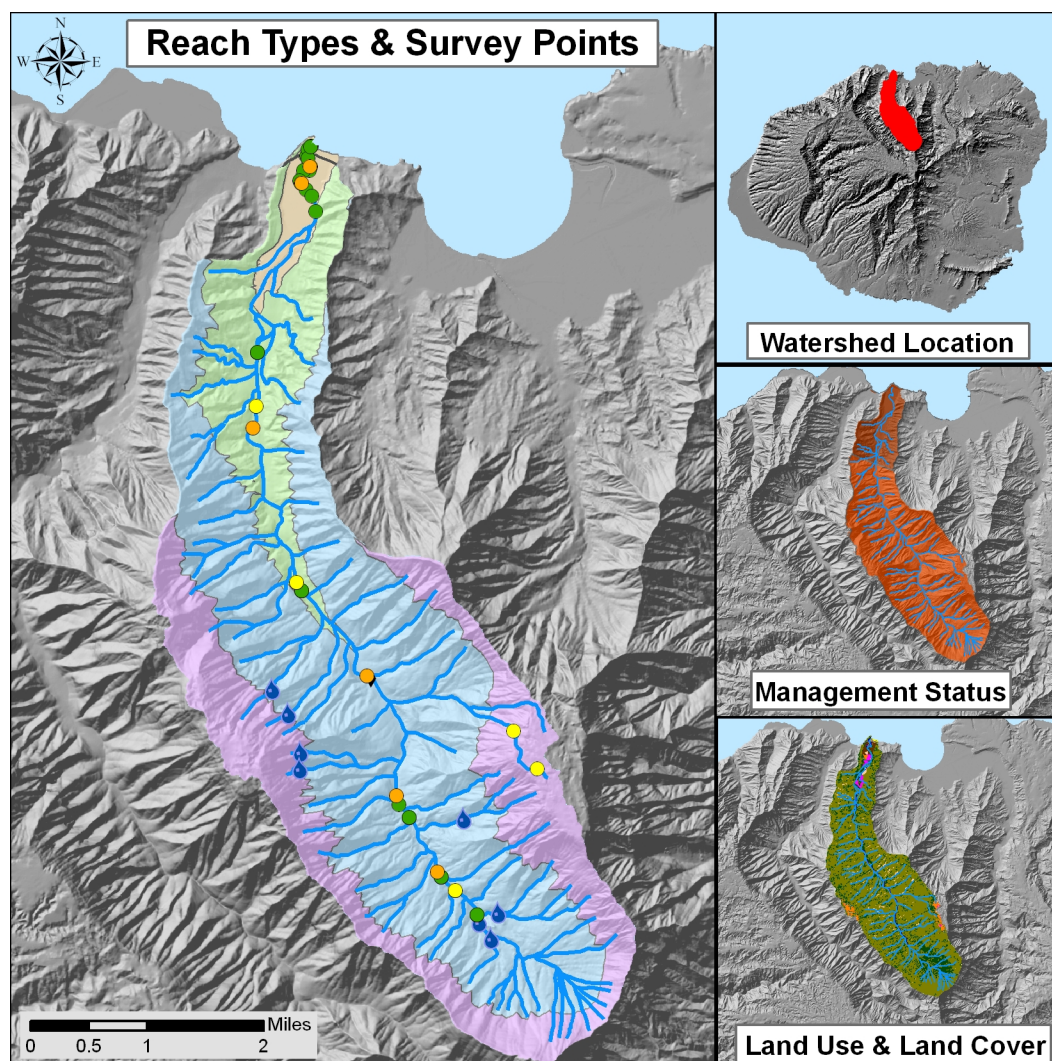 Reach Types & Survey Points
N
W E
S
Watershed Location
Management Status
Land Use & Land Cover
Miles
0 0.5 1 2